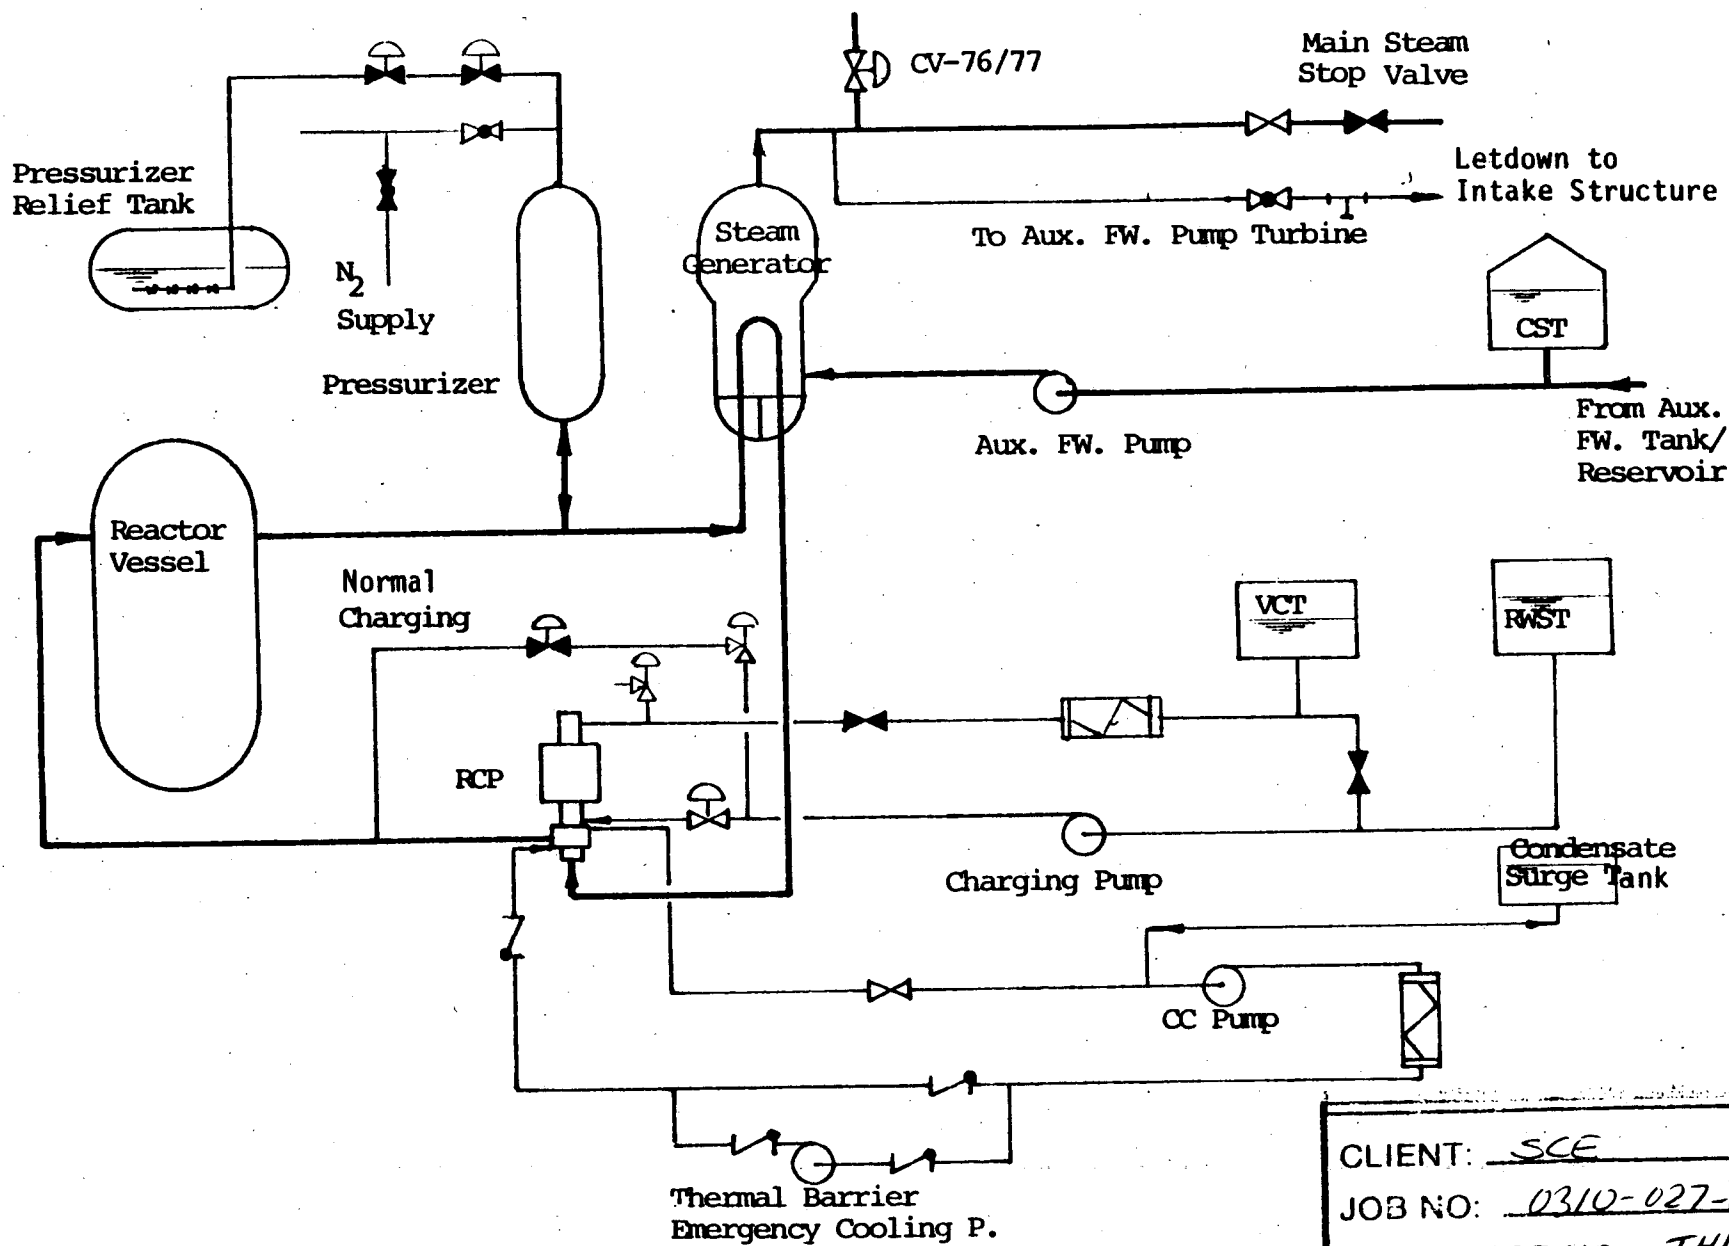 CV-76/77
Main Steam
Stop Valve
Pressurizer
Relief Tank
Letdown to
Intake Structure
Steam
Generator
To Aux. FW. Pump Turbine
N2
Supply
CST
Pressurizer
From Aux.
FW. Tank/
Reservoir
Aux. FW. Pump
Reactor
Vessel
Normal
Charging
VCT
RWST
RCP
Charging Pump
Condensate
Surge Tank
CC Pump
Thermal Barrier
Emergency Cooling P.
CLIENT: SCE
JOB NO: 0310-027-